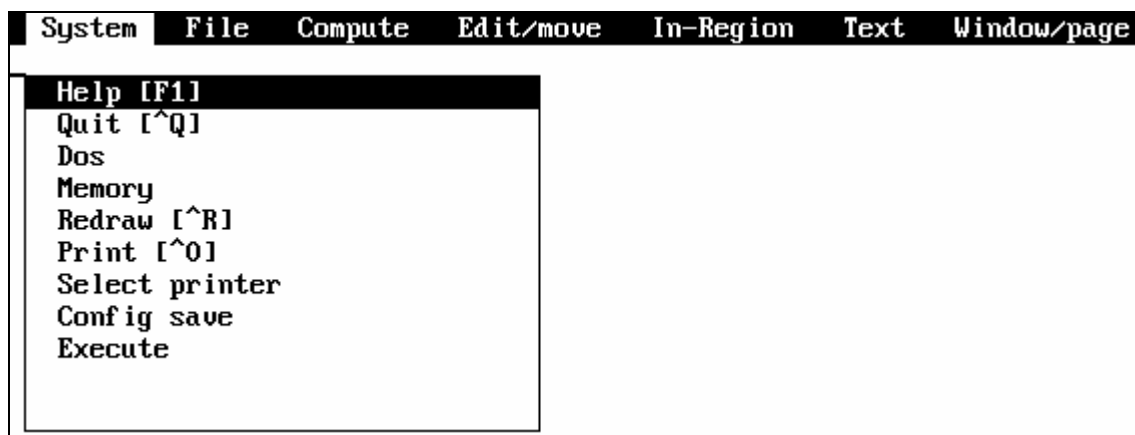 System File Compute Edit/move In-Region Text Window/page
Help [F1]
Quit [^Q]
Dos
Memory
Redraw [^R]
Print [^O]
Select printer
Config save
Execute